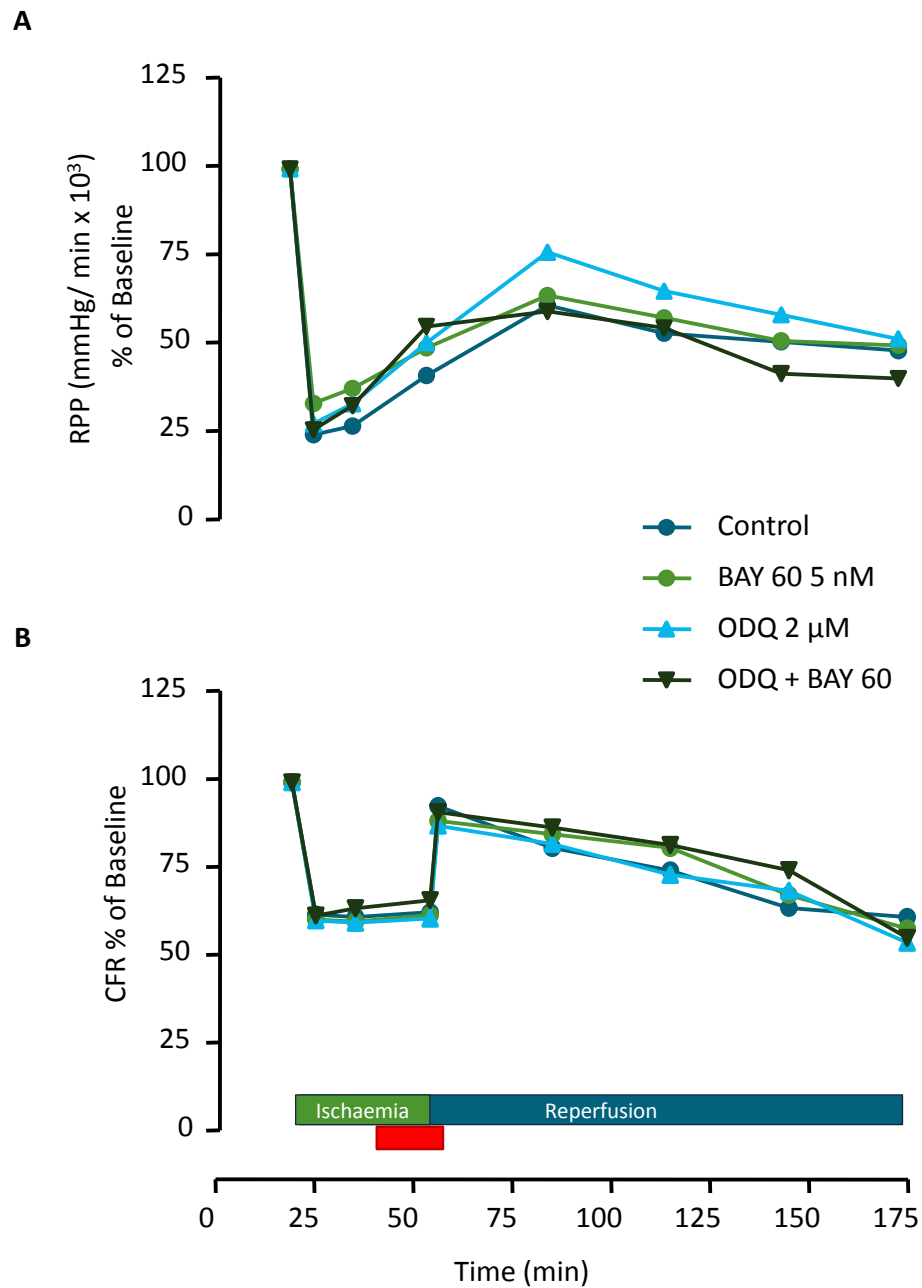 A
125
100
75
50
25
0
RPP (mmHg/ min x 10³)
% of Baseline
Control
BAY 60 5 nM
ODQ 2 µM
ODQ + BAY 60
B
125
100
75
50
25
0
CFR % of Baseline
Ischaemia
Reperfusion
0 25 50 75 100 125 150 175
Time (min)